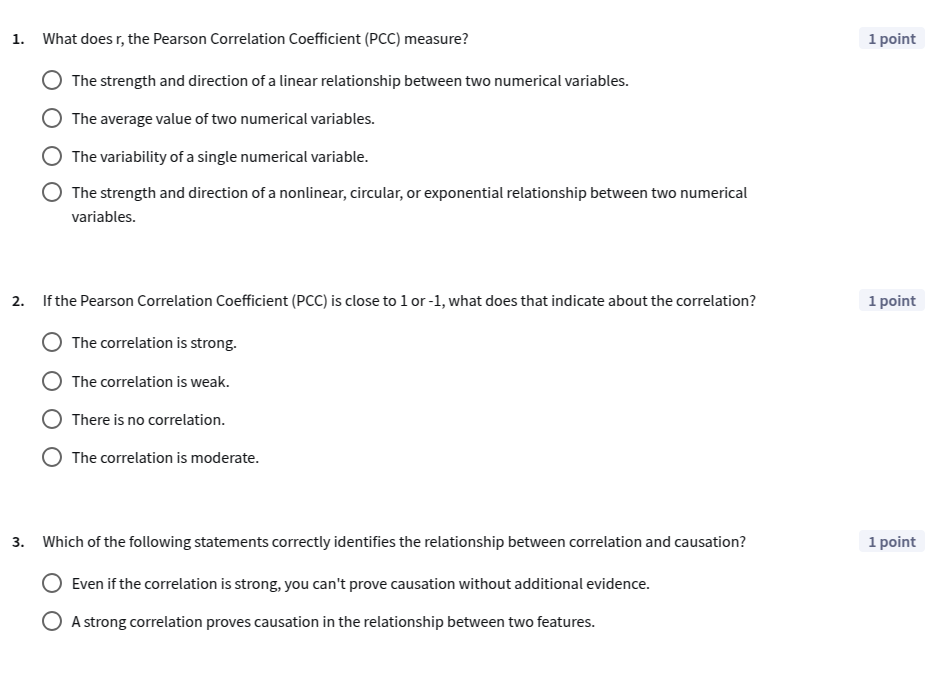 1. What does r, the Pearson Correlation Coefficient (PCC) measure? 1 point
The strength and direction of a linear relationship between two numerical variables.
The average value of two numerical variables.
The variability of a single numerical variable.
The strength and direction of a nonlinear, circular, or exponential relationship between two numerical
variables.
2. If the Pearson Correlation Coefficient (PCC) is close to 1 or -1, what does that indicate about the correlation? 1 point
The correlation is strong.
The correlation is weak.
There is no correlation.
The correlation is moderate.
3. Which of the following statements correctly identifies the relationship between correlation and causation? 1 point
Even if the correlation is strong, you can't prove causation without additional evidence.
A strong correlation proves causation in the relationship between two features.